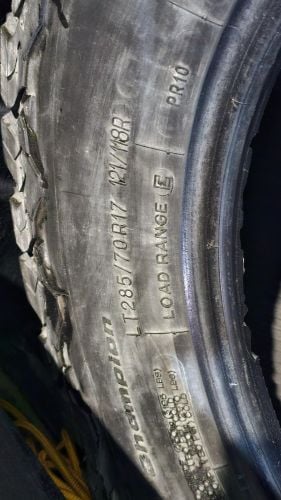 Champion
LT285/70R17 121/118R
LOAD RANGE E
PR10